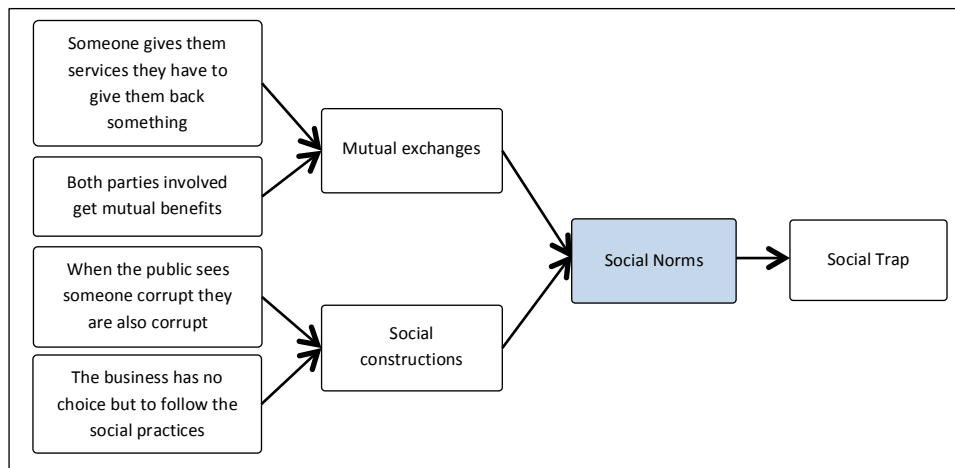 Someone gives them
services they have to
give them back
something
Both parties involved
get mutual benefits
When the public sees
someone corrupt they
are also corrupt
The business has no
choice but to follow the
social practices
Mutual exchanges
Social
constructions
Social Norms
Social Trap